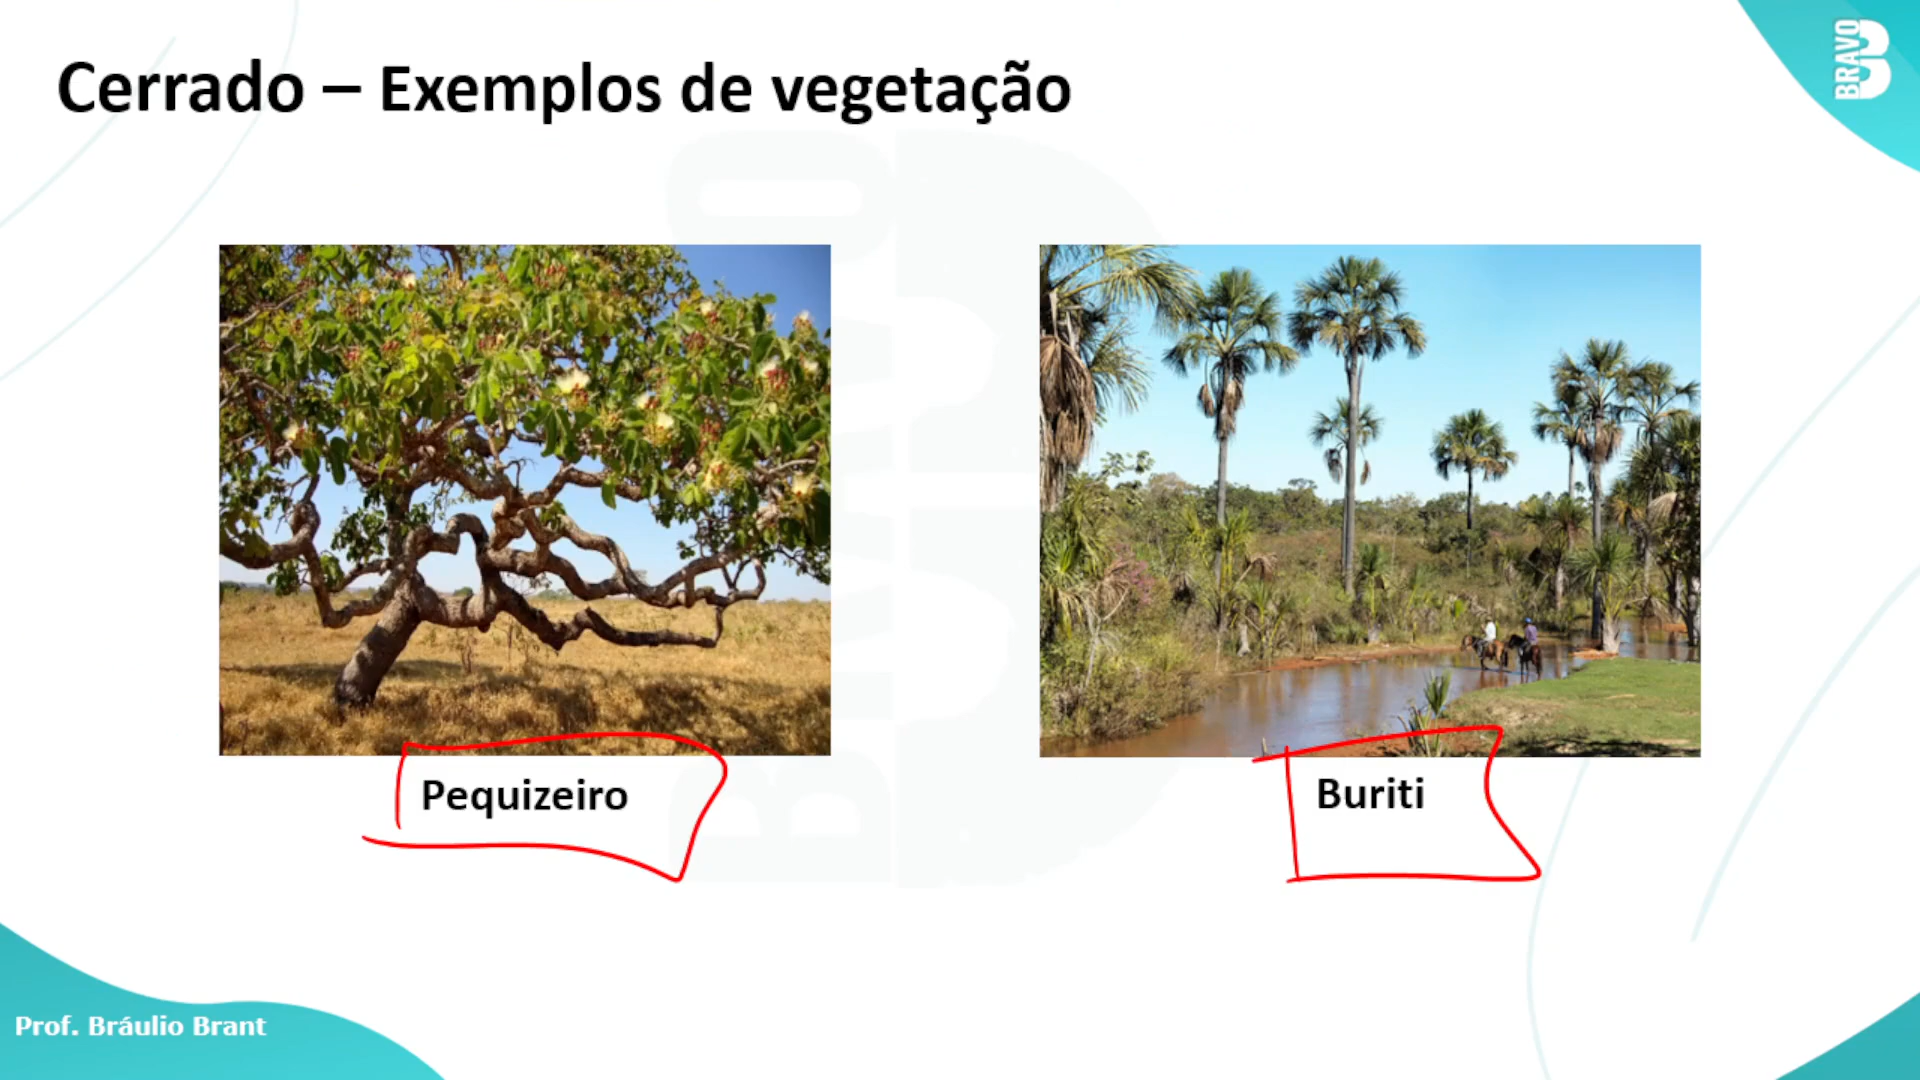 Cerrado – Exemplos de vegetação
BRAVO
Pequizeiro
Buriti
Prof. Bráulio Brant